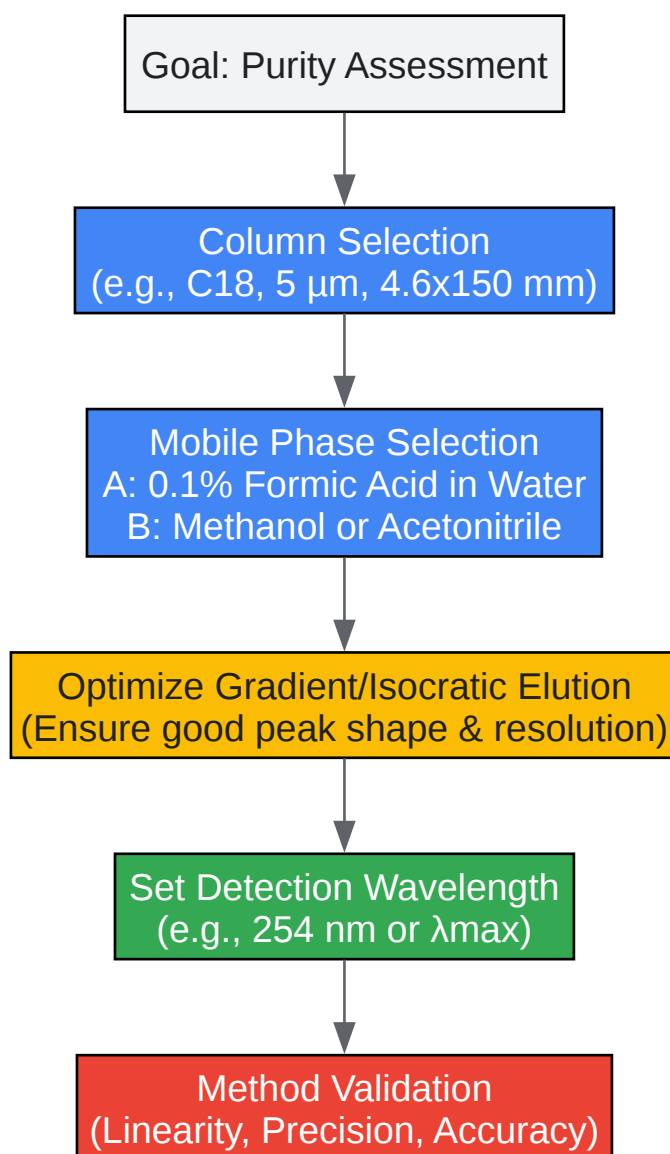 Goal: Purity Assessment
Column Selection
(e.g., C18, 5 µm, 4.6x150 mm)
Mobile Phase Selection
A: 0.1% Formic Acid in Water
B: Methanol or Acetonitrile
Optimize Gradient/Isocratic Elution
(Ensure good peak shape & resolution)
Set Detection Wavelength
(e.g., 254 nm or λmax)
Method Validation
(Linearity, Precision, Accuracy)